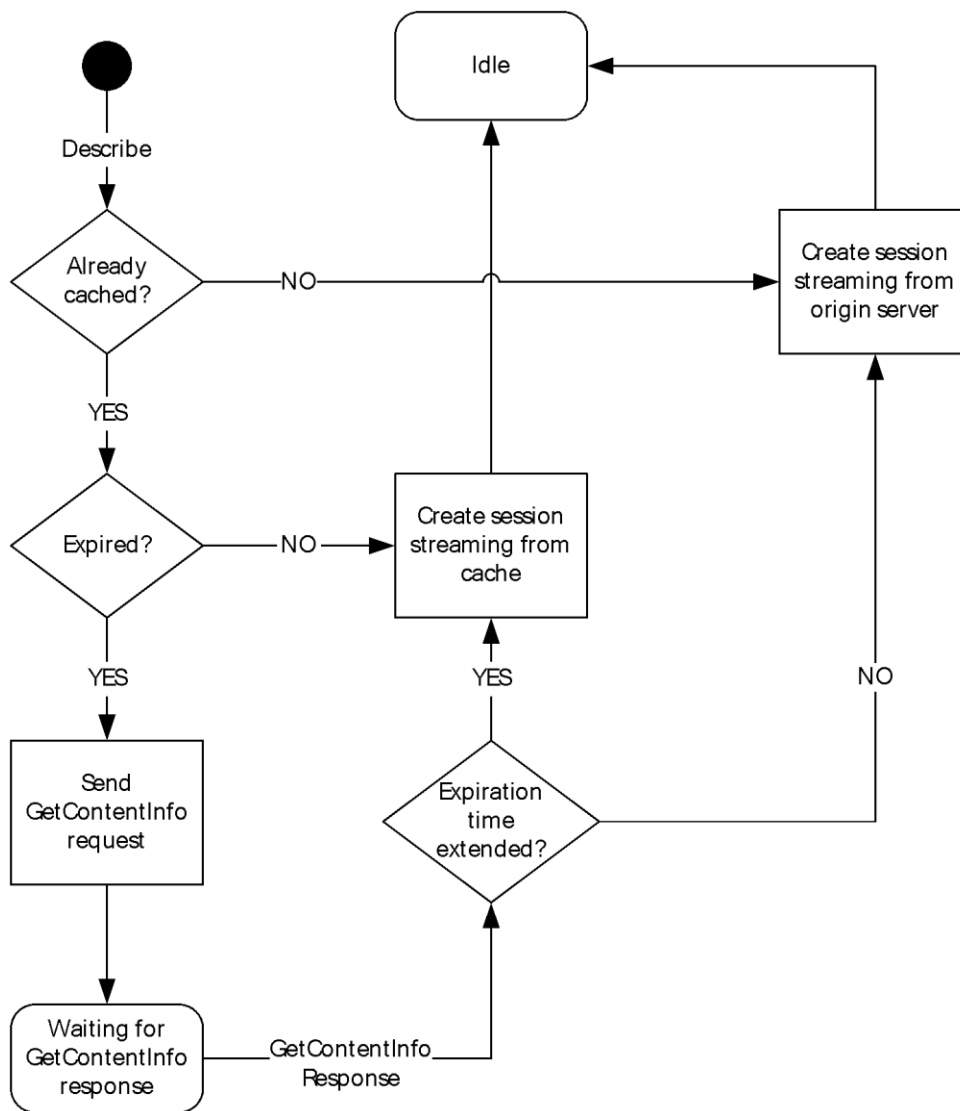 Idle
Describe
Already
cached?
NO
Create session
streaming from
origin server
YES
Expired?
NO
Create session
streaming from
cache
YES
YES
NO
Send
GetContentInfo
request
Expiration
time
extended?
Waiting for
GetContentInfo
response
GetContentInfo
Response